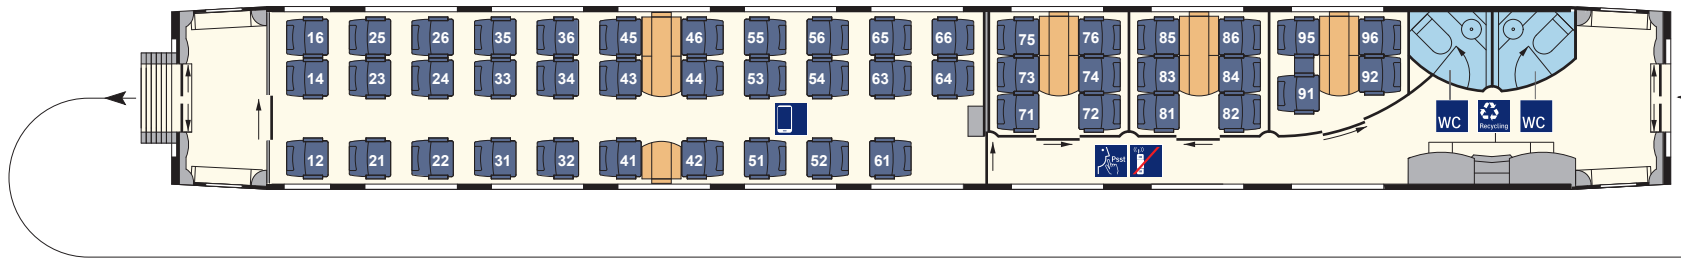 16 25 26 35 36 45 46 55 56 65 66 75 76 85 86 95 96
14 23 24 33 34 43 44 53 54 63 64 73 74 83 84 92
91
71 72 81 82
WC Recycling WC
12 21 22 31 32 41 42 51 52 61
Psst